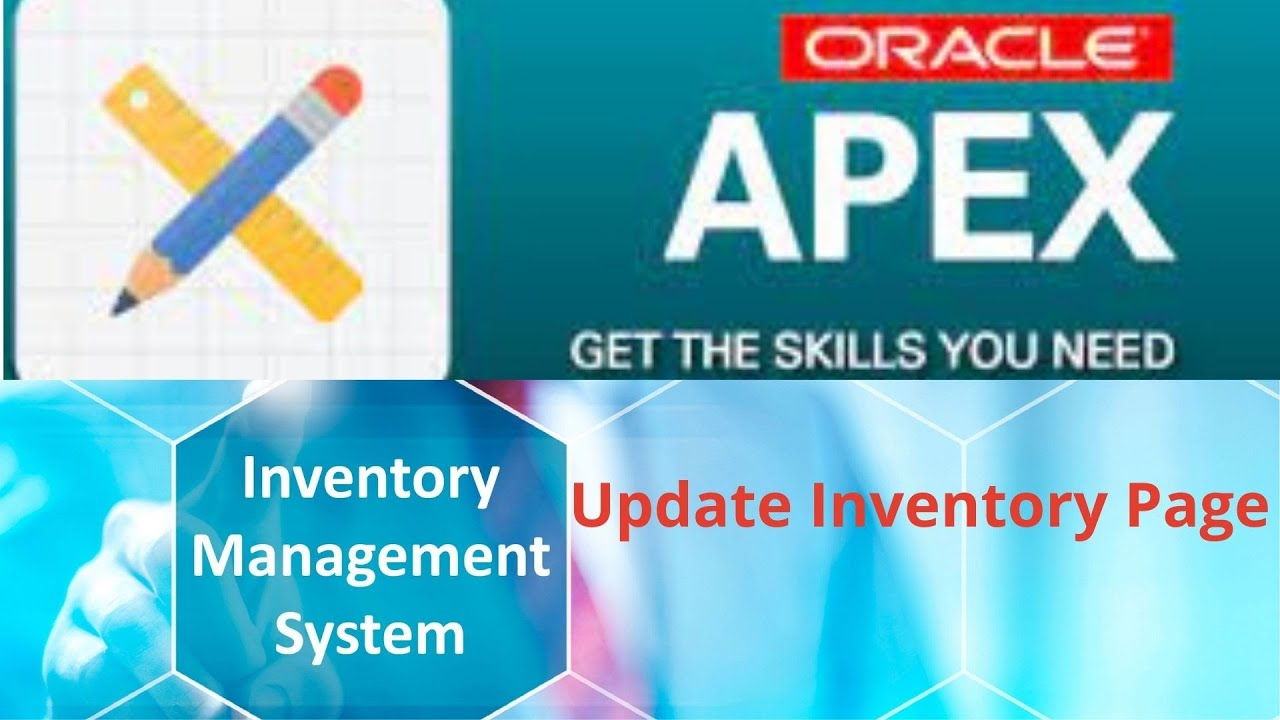 ORACLE
APEX
GET THE SKILLS YOU NEED
Inventory
Management
System
Update Inventory Page